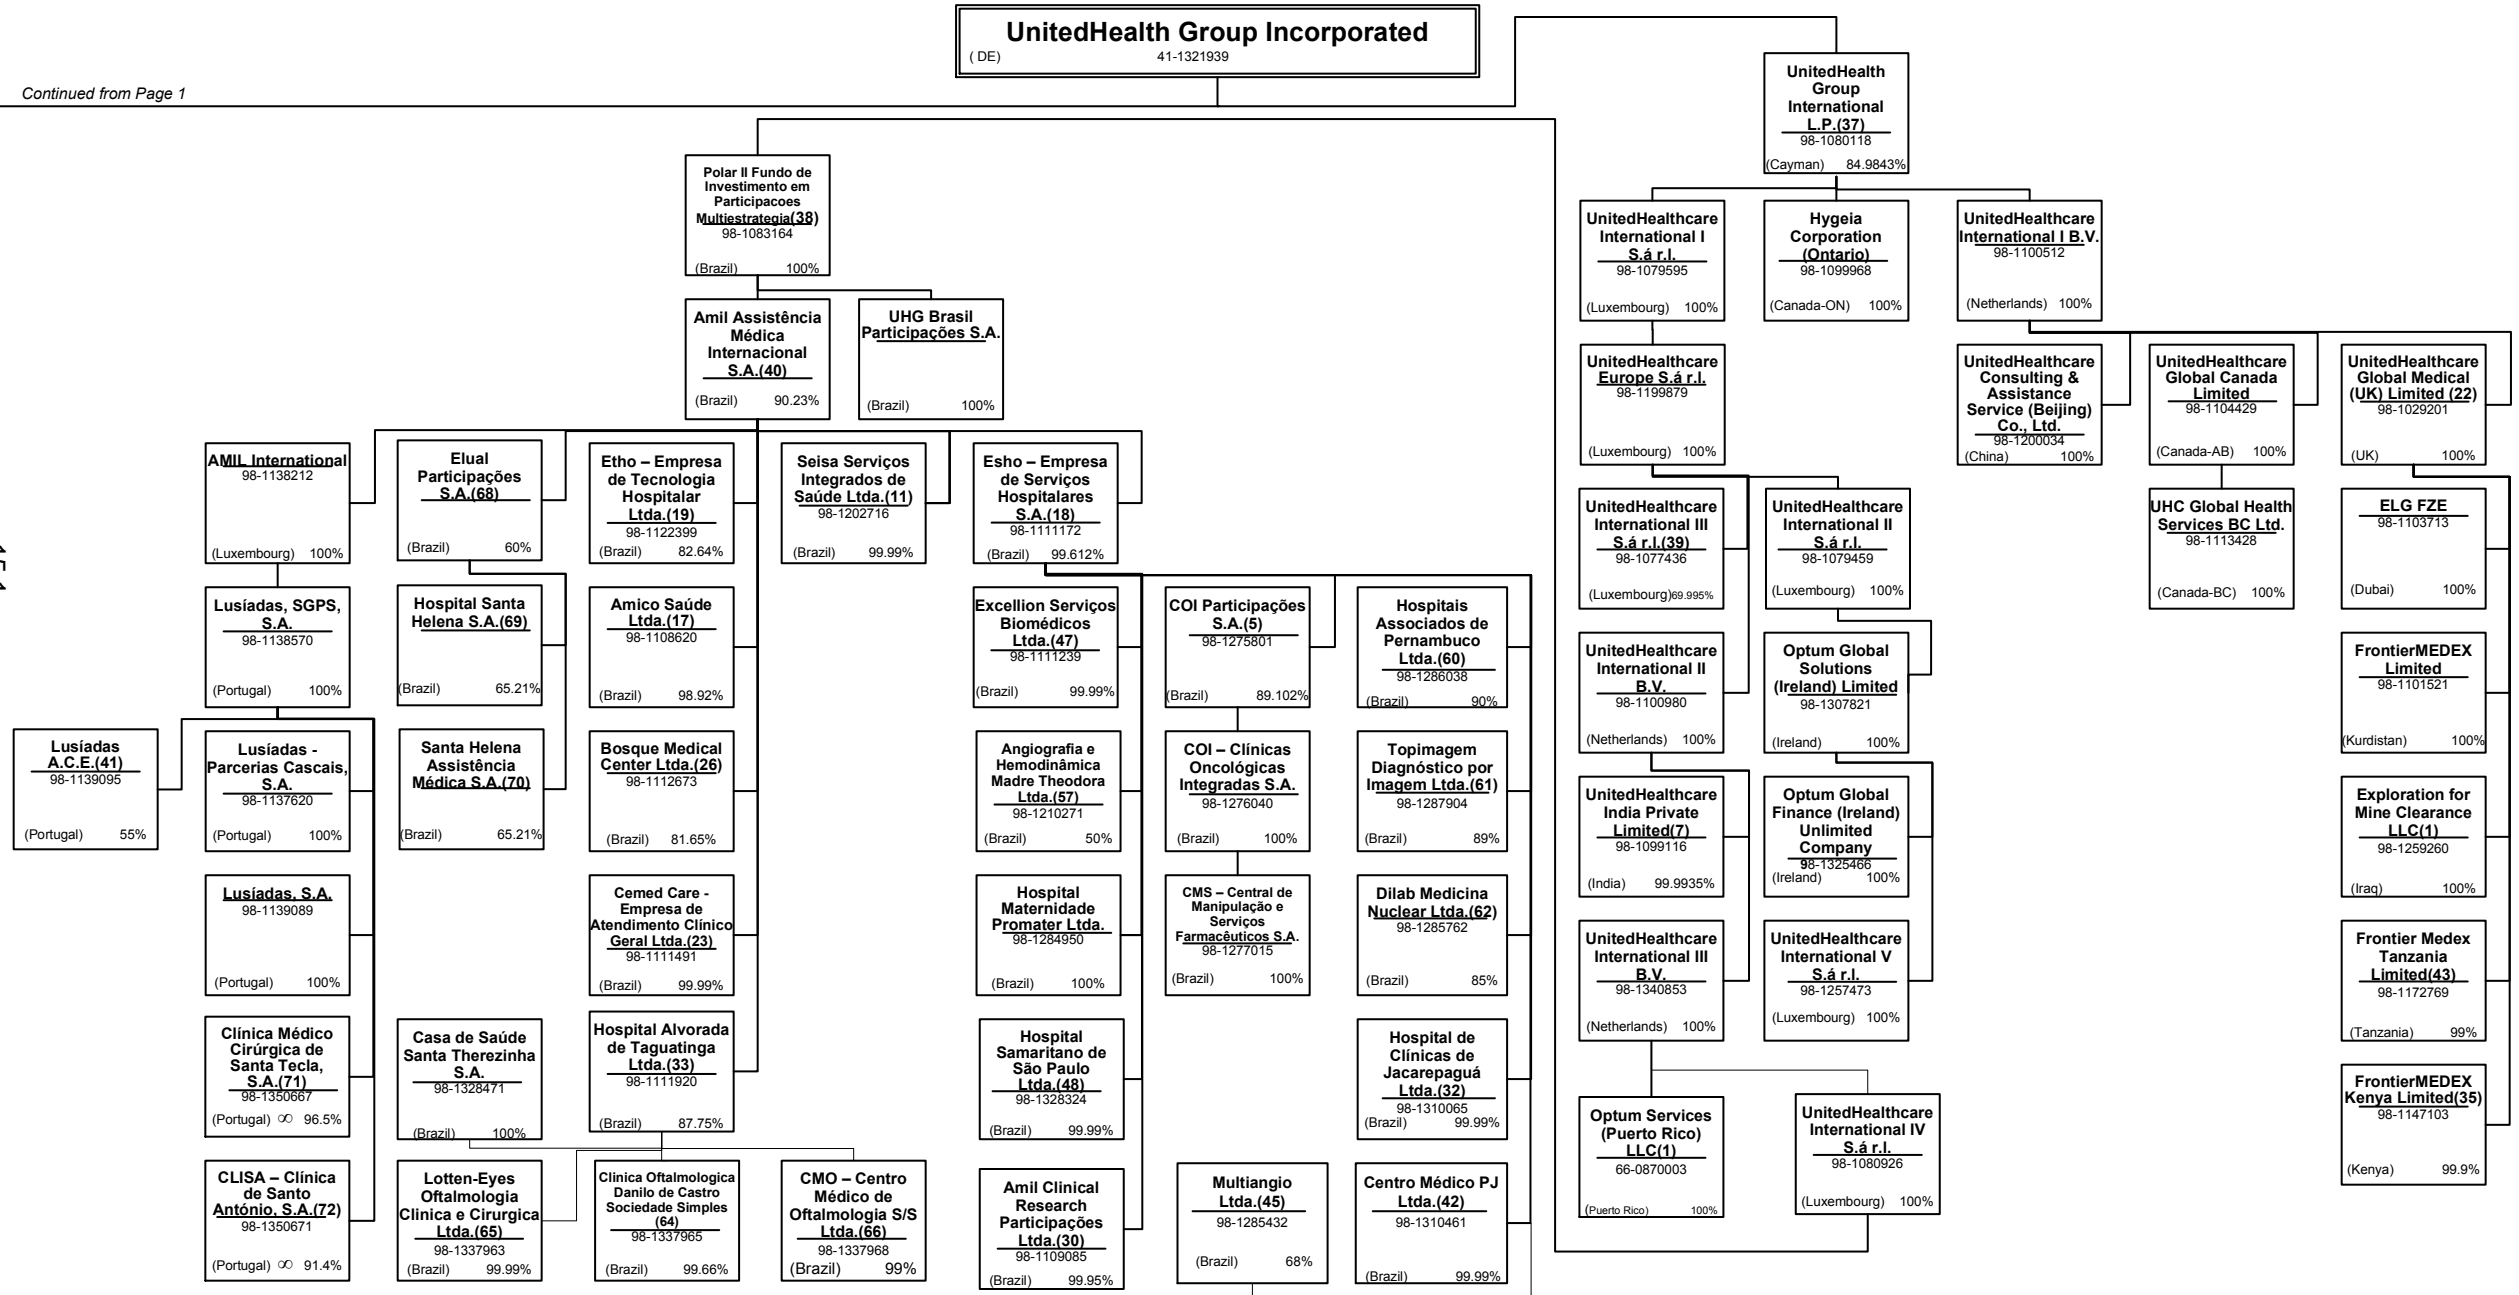 UnitedHealth Group Incorporated
( DE) 41-1321939
Continued from Page 1
UnitedHealth
Group
International
L.P.(37)
98-1080118
(Cayman) 84.9843%
Polar II Fundo de
Investimento em
Participacoes
Multiestrategia(38)
98-1083164
(Brazil) 100%
UnitedHealthcare
International I
S.á r.l.
98-1079595
(Luxembourg) 100%
Hygeia
Corporation
(Ontario)
98-1099968
(Canada-ON) 100%
UnitedHealthcare
International I B.V.
98-1100512
(Netherlands) 100%
Amil Assistência
Médica
Internacional
S.A.(40)
(Brazil) 90.23%
UHG Brasil
Participações S.A.
(Brazil) 100%
UnitedHealthcare
Europe S.á r.l.
98-1199879
(Luxembourg) 100%
UnitedHealthcare
Consulting &
Assistance
Service (Beijing)
Co., Ltd.
98-1200034
(China) 100%
UnitedHealthcare
Global Canada
Limited
98-1104429
(Canada-AB) 100%
UnitedHealthcare
Global Medical
(UK) Limited (22)
98-1029201
(UK) 100%
AMIL International
98-1138212
(Luxembourg) 100%
Elual
Participações
S.A.(68)
(Brazil) 60%
Etho – Empresa
de Tecnologia
Hospitalar
Ltda.(19)
98-1122399
(Brazil) 82.64%
Seisa Serviços
Integrados de
Saúde Ltda.(11)
98-1202716
(Brazil) 99.99%
Esho – Empresa
de Serviços
Hospitalares
S.A.(18)
98-1111172
(Brazil) 99.612%
UnitedHealthcare
International III
S.á r.l.(39)
98-1077436
(Luxembourg)69.995%
UnitedHealthcare
International II
S.á r.l.
98-1079459
(Luxembourg) 100%
UHC Global Health
Services BC Ltd.
98-1113428
(Canada-BC) 100%
ELG FZE
98-1103713
(Dubai) 100%
Lusíadas, SGPS,
S.A.
98-1138570
(Portugal) 100%
Hospital Santa
Helena S.A.(69)
(Brazil) 65.21%
Amico Saúde
Ltda.(17)
98-1108620
(Brazil) 98.92%
Excellion Serviços
Biomédicos
Ltda.(47)
98-1111239
(Brazil) 99.99%
COI Participações
S.A.(5)
98-1275801
(Brazil) 89.102%
Hospitais
Associados de
Pernambuco
Ltda.(60)
98-1286038
(Brazil) 90%
UnitedHealthcare
International II
B.V.
98-1100980
(Netherlands) 100%
Optum Global
Solutions
(Ireland) Limited
98-1307821
(Ireland) 100%
FrontierMEDEX
Limited
98-1101521
(Kurdistan) 100%
Lusíadas
A.C.E.(41)
98-1139095
(Portugal) 55%
Lusíadas -
Parcerias Cascais,
S.A.
98-1137620
(Portugal) 100%
Santa Helena
Assistência
Médica S.A.(70)
(Brazil) 65.21%
Bosque Medical
Center Ltda.(26)
98-1112673
(Brazil) 81.65%
Angiografia e
Hemodinâmica
Madre Theodora
Ltda.(57)
98-1210271
(Brazil) 50%
COI – Clínicas
Oncológicas
Integradas S.A.
98-1276040
(Brazil) 100%
Topimagem
Diagnóstico por
Imagem Ltda.(61)
98-1287904
(Brazil) 89%
UnitedHealthcare
India Private
Limited(7)
98-1099116
(India) 99.9935%
Optum Global
Finance (Ireland)
Unlimited
Company
98-1325466
(Ireland) 100%
Exploration for
Mine Clearance
LLC(1)
98-1259260
(Iraq) 100%
Lusíadas, S.A.
98-1139089
(Portugal) 100%
Cemed Care -
Empresa de
Atendimento Clínico
Geral Ltda.(23)
98-1111491
(Brazil) 99.99%
Hospital
Maternidade
Promater Ltda.
98-1284950
(Brazil) 100%
CMS – Central de
Manipulação e
Serviços
Farmacêuticos S.A.
98-1277015
(Brazil) 100%
Dilab Medicina
Nuclear Ltda.(62)
98-1285762
(Brazil) 85%
UnitedHealthcare
International III
B.V.
98-1340853
(Netherlands) 100%
UnitedHealthcare
International V
S.á r.l.
98-1257473
(Luxembourg) 100%
Frontier Medex
Tanzania
Limited(43)
98-1172769
(Tanzania) 99%
Clínica Médico
Cirúrgica de
Santa Tecla,
S.A.(71)
98-1350667
(Portugal) ∞ 96.5%
Casa de Saúde
Santa Therezinha
S.A.
98-1328471
(Brazil) 100%
Hospital Alvorada
de Taguatinga
Ltda.(33)
98-1111920
(Brazil) 87.75%
Hospital
Samaritano de
São Paulo
Ltda.(48)
98-1328324
(Brazil) 99.99%
Hospital de
Clínicas de
Jacarepaguá
Ltda.(32)
98-1310065
(Brazil) 99.99%
Optum Services
(Puerto Rico)
LLC(1)
66-0870003
(Puerto Rico) 100%
UnitedHealthcare
International IV
S.á r.l.
98-1080926
(Luxembourg) 100%
FrontierMEDEX
Kenya Limited(35)
98-1147103
(Kenya) 99.9%
CLISA – Clínica
de Santo
António, S.A.(72)
98-1350671
(Portugal) ∞ 91.4%
Lotten-Eyes
Oftalmologia
Clinica e Cirurgica
Ltda.(65)
98-1337963
(Brazil) 99.99%
Clinica Oftalmologica
Danilo de Castro
Sociedade Simples
(64)
98-1337965
(Brazil) 99.66%
CMO – Centro
Médico de
Oftalmologia S/S
Ltda.(66)
98-1337968
(Brazil) 99%
Amil Clinical
Research
Participações
Ltda.(30)
98-1109085
(Brazil) 99.95%
Multiangio
Ltda.(45)
98-1285432
(Brazil) 68%
Centro Médico PJ
Ltda.(42)
98-1310461
(Brazil) 99.99%